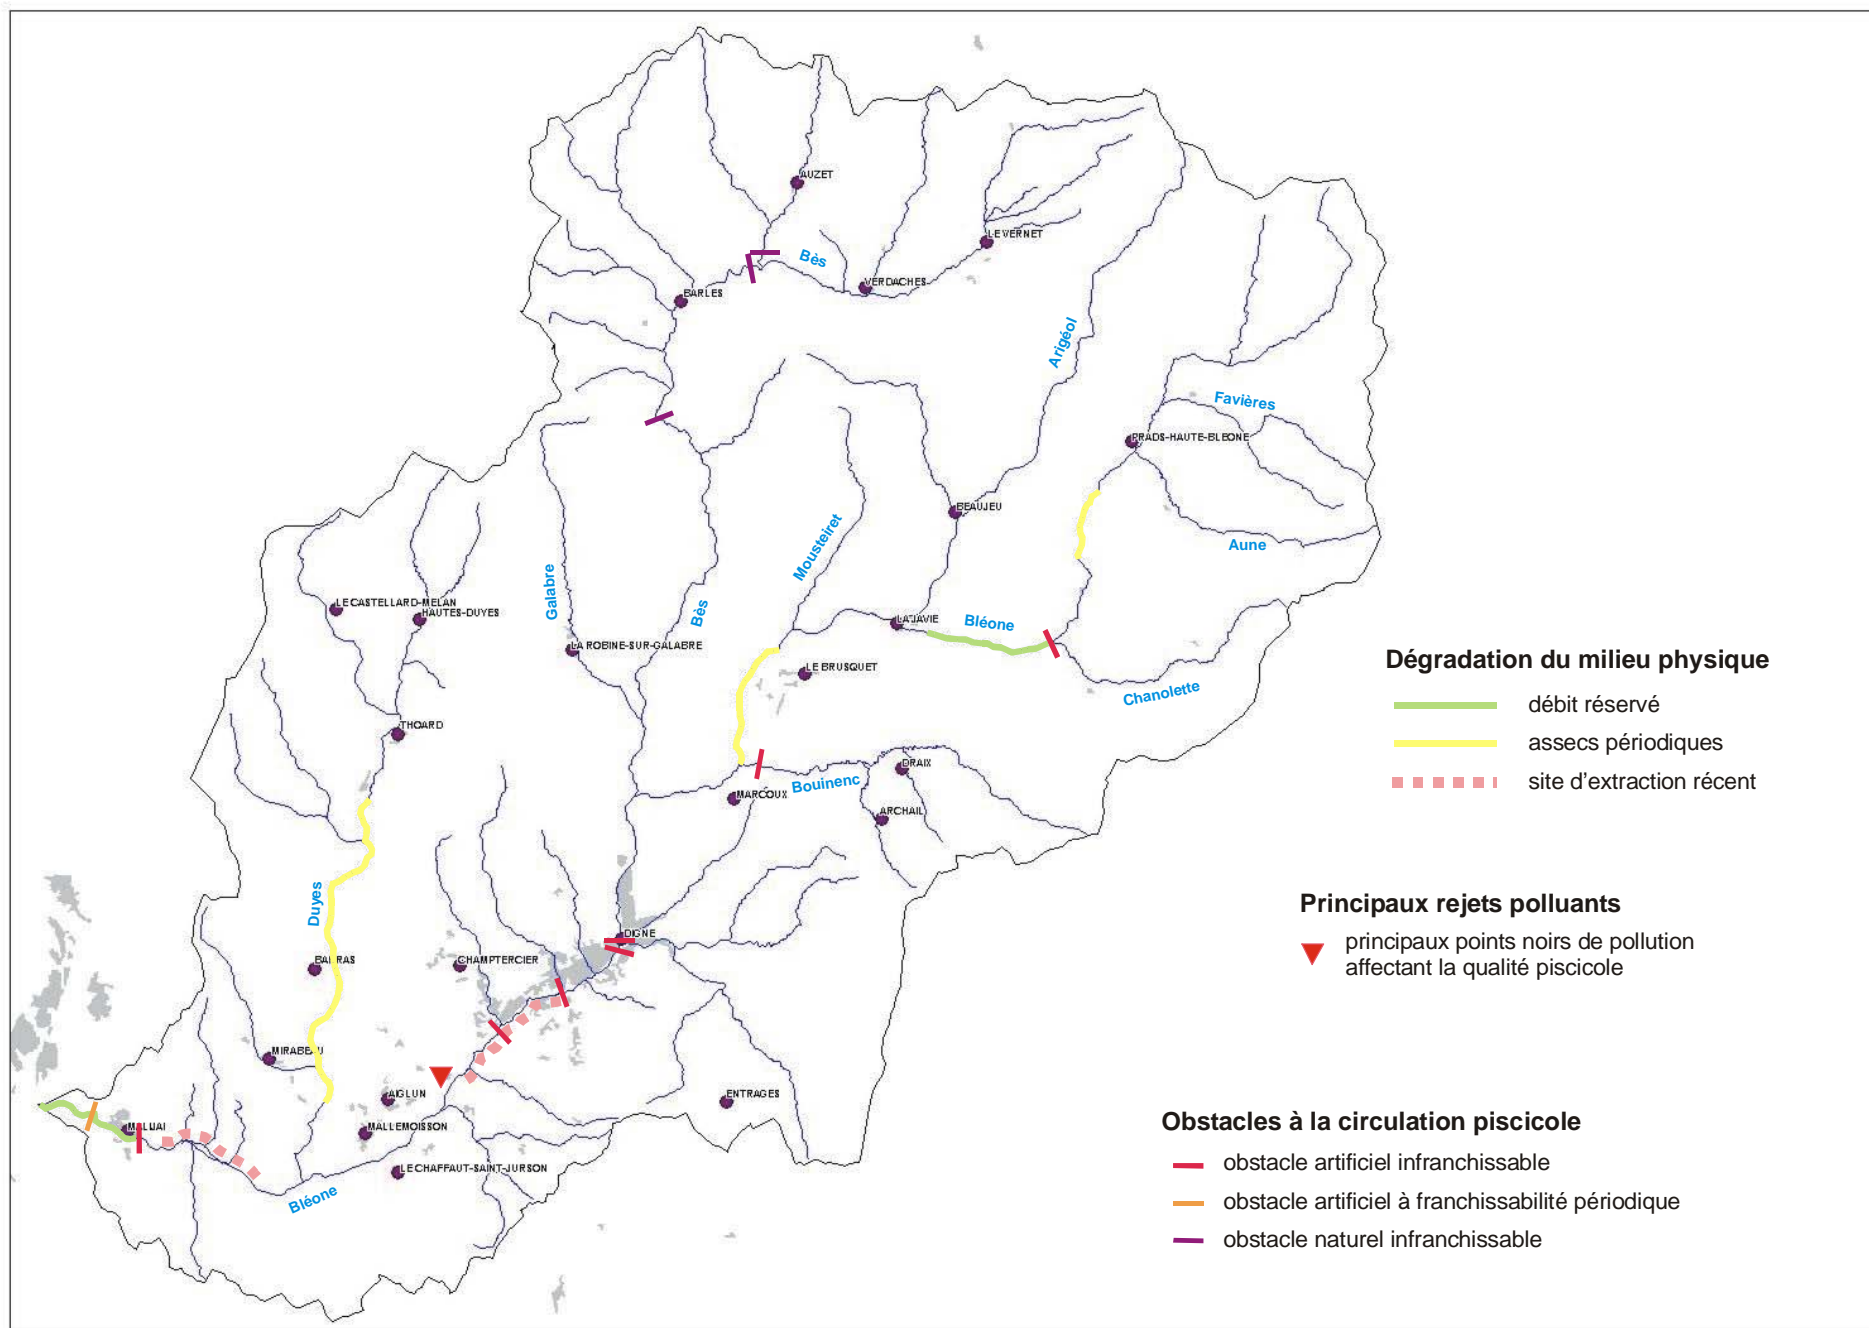 AUZET
LE VERNET
Bès
VERDACHES
BARLES
Arigéol
Favières
PRADS-HAUTE-BLEONE
BEAUJEU
Mousteiret
Aune
Galabre
Bès
LE CASTELLARD-MELAN
HAUTES-DUYES
LA JAVIE
Bléone
LA ROBINE-SUR-GALABRE
LE BRUSQUET
Chanolette
THOARD
DRAIX
Bouinenc
MARCOUX
ARCHAIL
Duyes
DIGNE
BARRAS
CHAMPTERCIER
MIRABEAU
AIGLUN
ENTRAGES
MALIJAI
MALLEMOISSON
LE CHAFFAUT-SAINT-JURSON
Bléone
Dégradation du milieu physique
débit réservé
assecs périodiques
site d'extraction récent
Principaux rejets polluants
principaux points noirs de pollution
affectant la qualité piscicole
Obstacles à la circulation piscicole
obstacle artificiel infranchissable
obstacle artificiel à franchissabilité périodique
obstacle naturel infranchissable